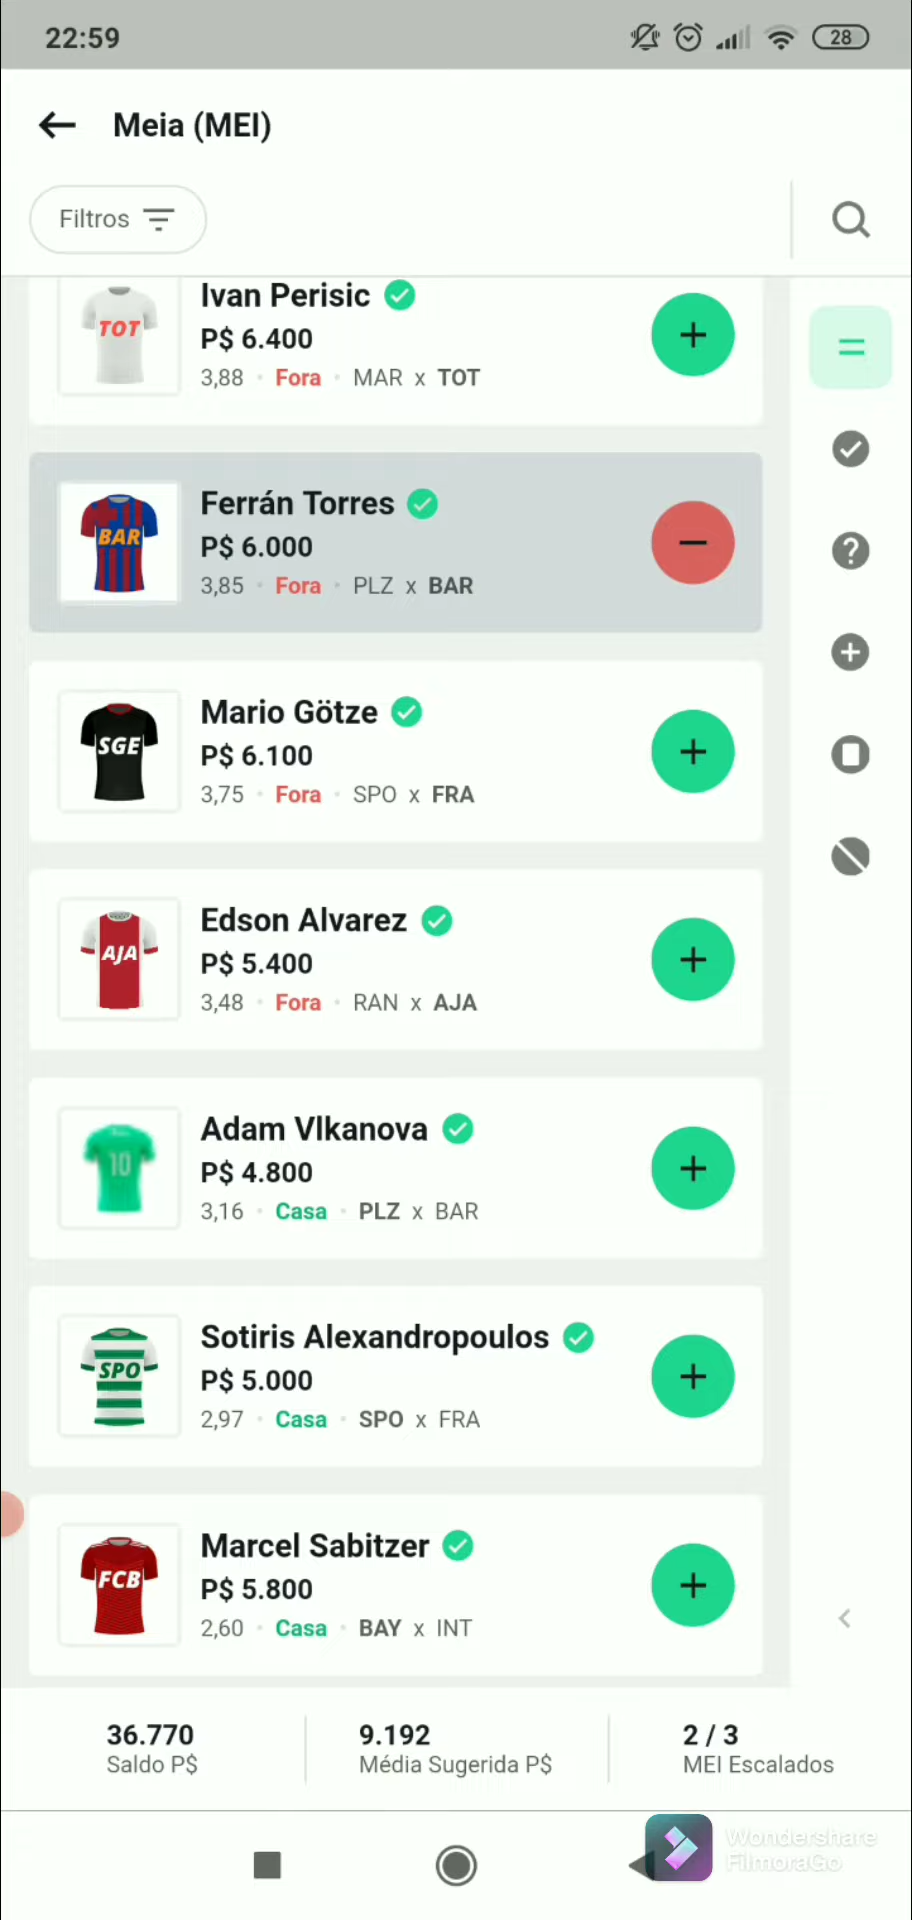 22:59
28
Meia (MEI)
Filtros
Ivan Perisic
TOT
P$ 6.400
3,88 · Fora · MAR x TOT
Ferrán Torres
BAR
P$ 6.000
3,85 · Fora · PLZ x BAR
Mario Götze
SGE
P$ 6.100
3,75 · Fora · SPO x FRA
Edson Alvarez
AJA
P$ 5.400
3,48 · Fora · RAN x AJA
Adam Vlkanova
10
P$ 4.800
3,16 · Casa · PLZ x BAR
Sotiris Alexandropoulos
SPO
P$ 5.000
2,97 · Casa · SPO x FRA
Marcel Sabitzer
FCB
P$ 5.800
2,60 · Casa · BAY x INT
36.770
Saldo P$
9.192
Média Sugerida P$
2 / 3
MEI Escalados
Wondershare
FilmoraGo